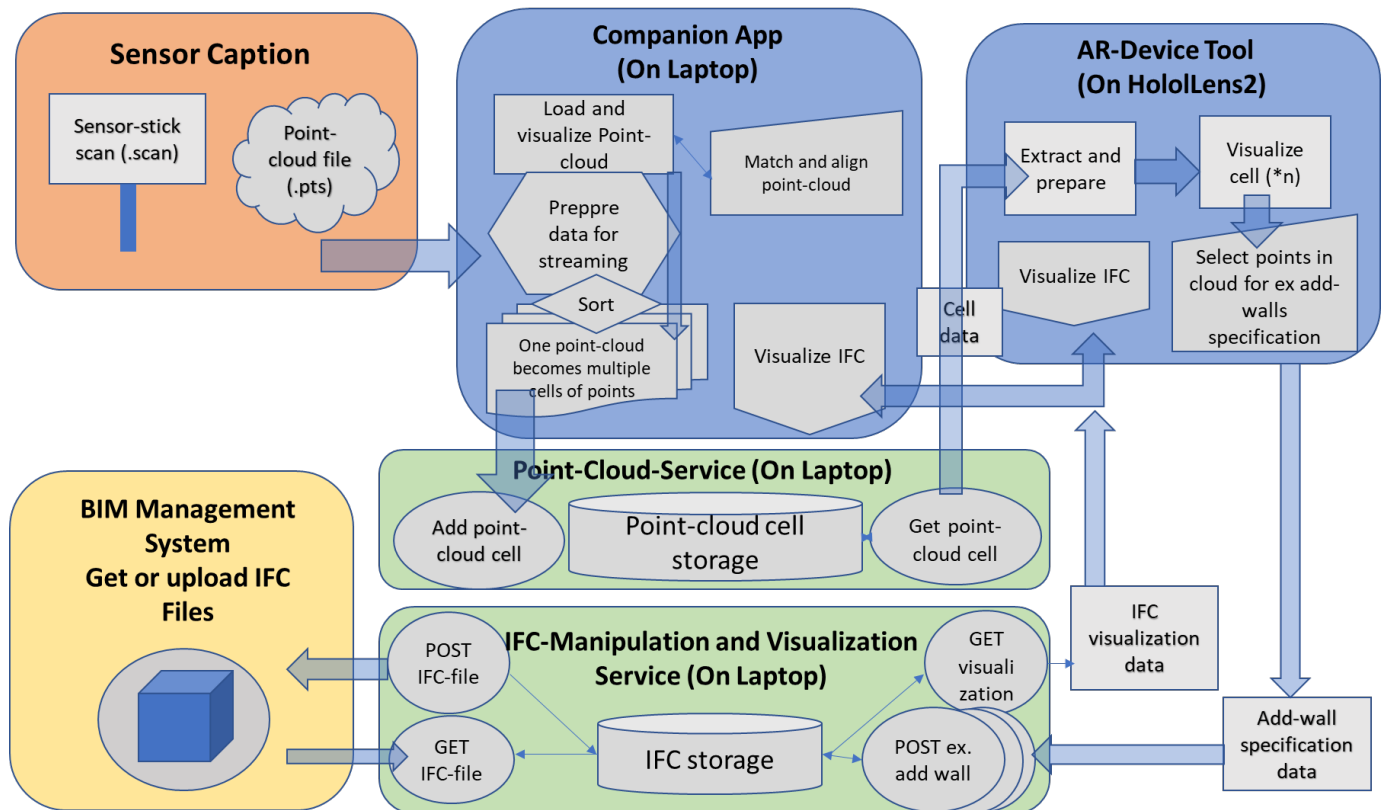 Sensor Caption
Sensor-stick
scan (.scan)
Point-
cloud file
(.pts)
Companion App
(On Laptop)
Load and
visualize Point-
cloud
Match and align
point-cloud
Preppre
data for
streaming
Sort
One point-cloud
becomes multiple
cells of points
Visualize IFC
AR-Device Tool
(On HololLens2)
Extract and
prepare
Visualize
cell (*n)
Visualize IFC
Select points in
cloud for ex add-
walls
specification
Cell
data
Point-Cloud-Service (On Laptop)
Add point-
cloud cell
Point-cloud cell
storage
Get point-
cloud cell
BIM Management
System
Get or upload IFC
Files
IFC-Manipulation and Visualization
Service (On Laptop)
POST
IFC-file
GET
IFC-file
IFC storage
GET
visuali
zation
POST ex.
add wall
IFC
visualization
data
Add-wall
specification
data